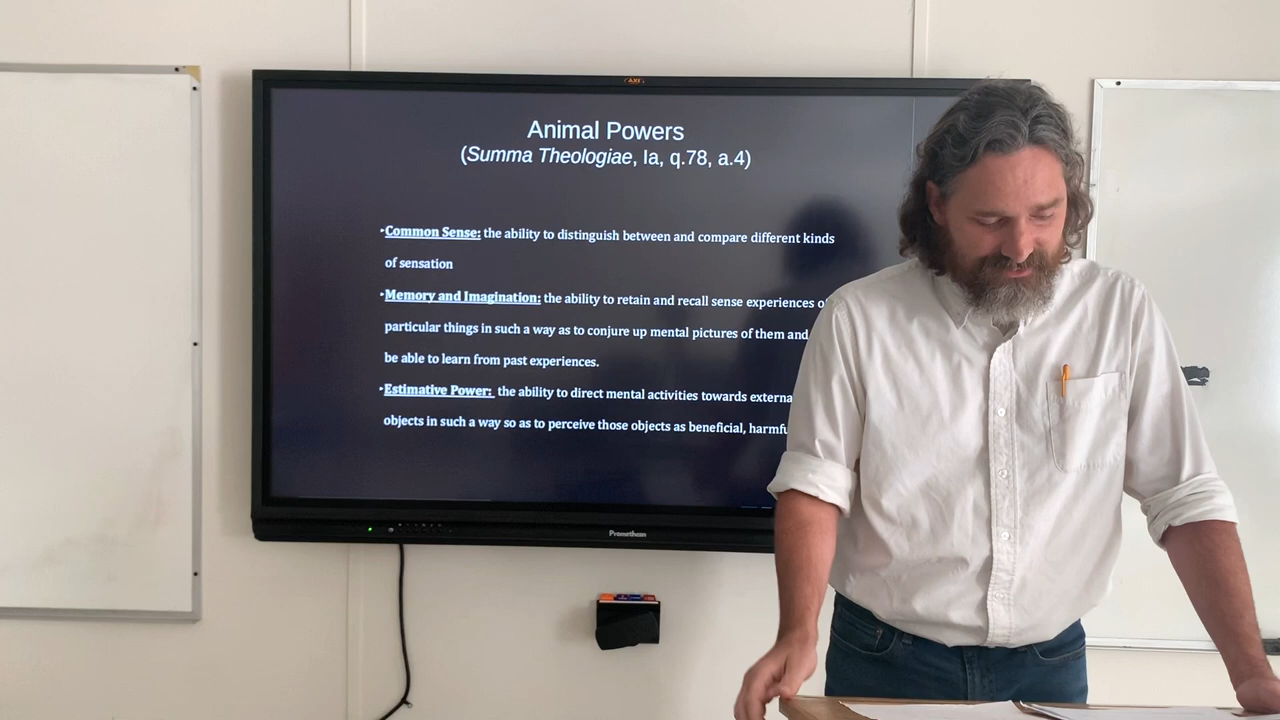 Animal Powers
(Summa Theologiae, Ia, q.78, a.4)
‣Common Sense: the ability to distinguish between and compare different kinds
of sensation
‣Memory and Imagination: the ability to retain and recall sense experiences
particular things in such a way as to conjure up mental pictures of them and
be able to learn from past experiences.
‣Estimative Power: the ability to direct mental activities towards
objects in such a way so as to perceive those objects as beneficial,
Promethean